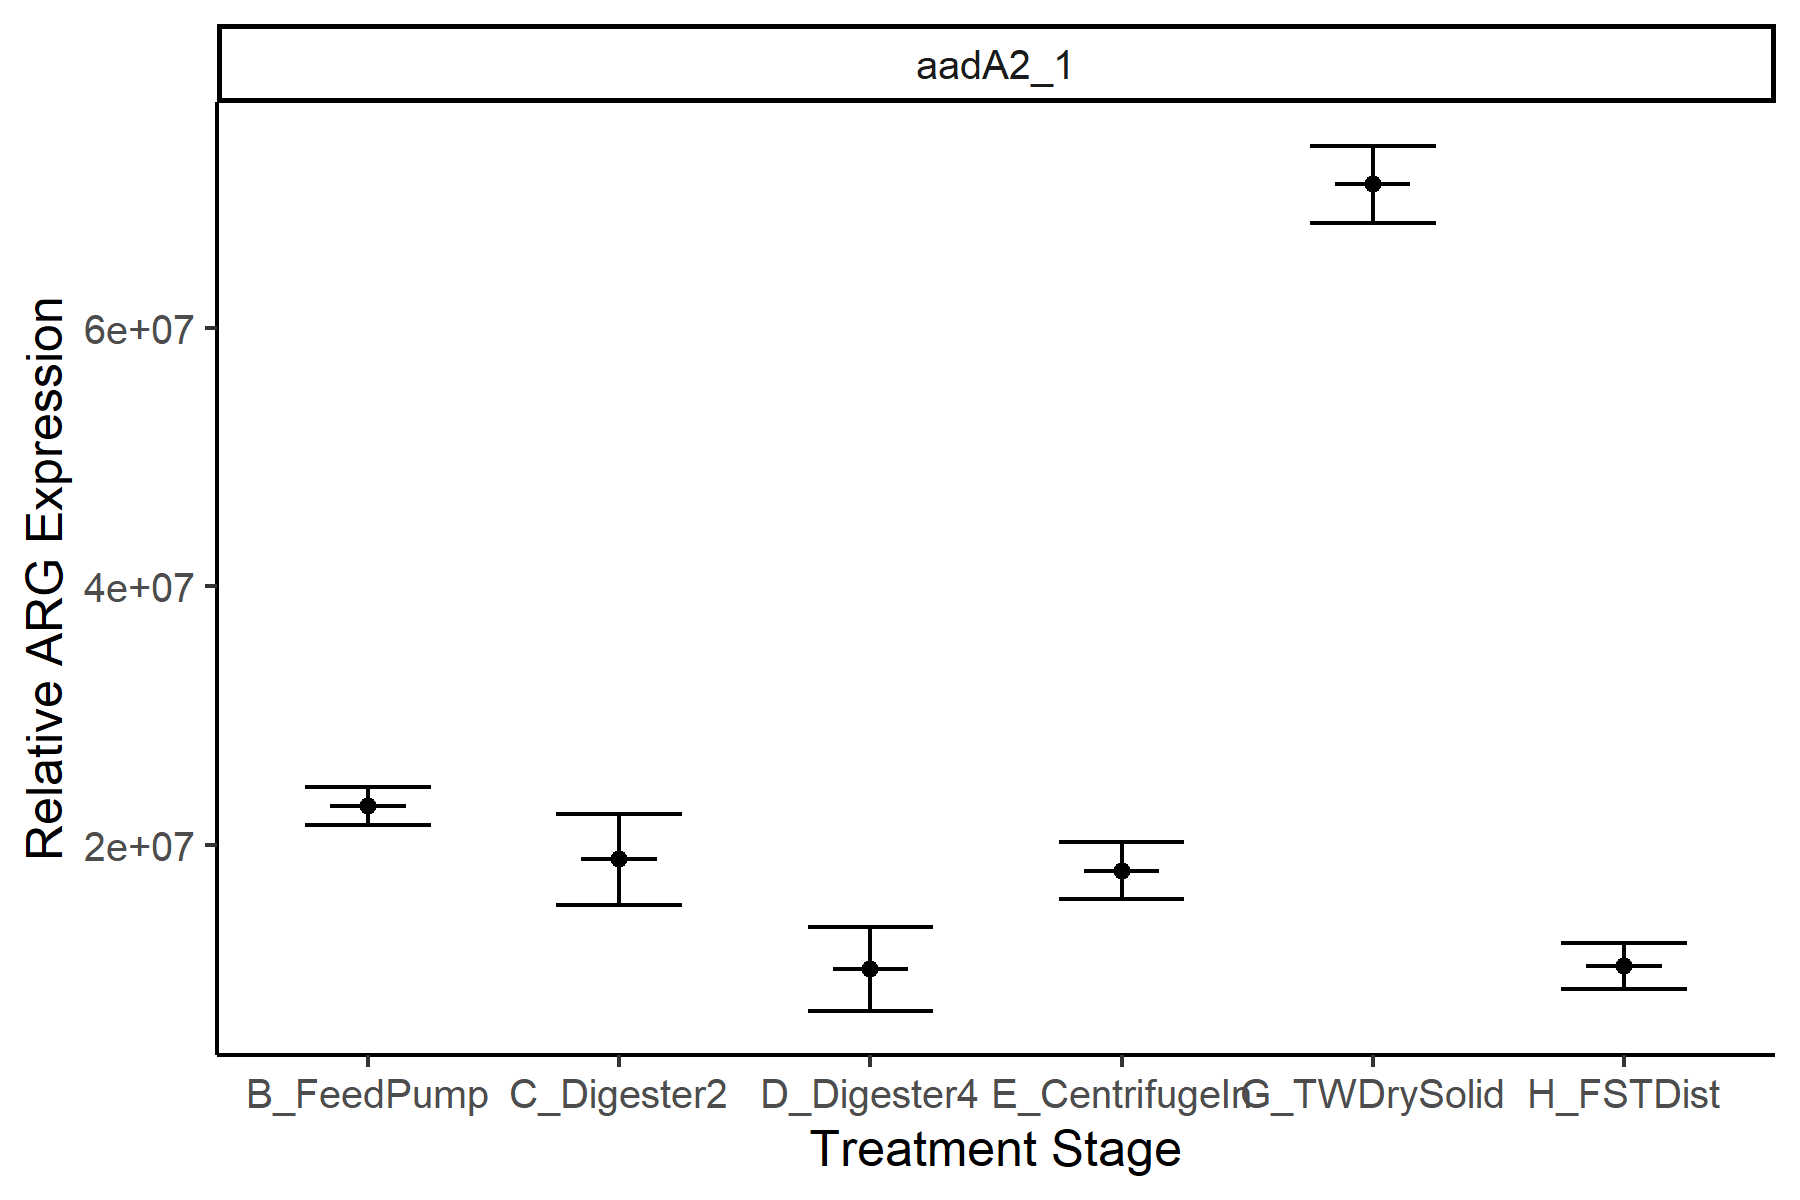 aadA2_1
Relative ARG Expression
6e+07
4e+07
2e+07
B_FeedPump C_Digester2 D_Digester4 E_CentrifugeIn G_TWDrySolid H_FSTDist
Treatment Stage